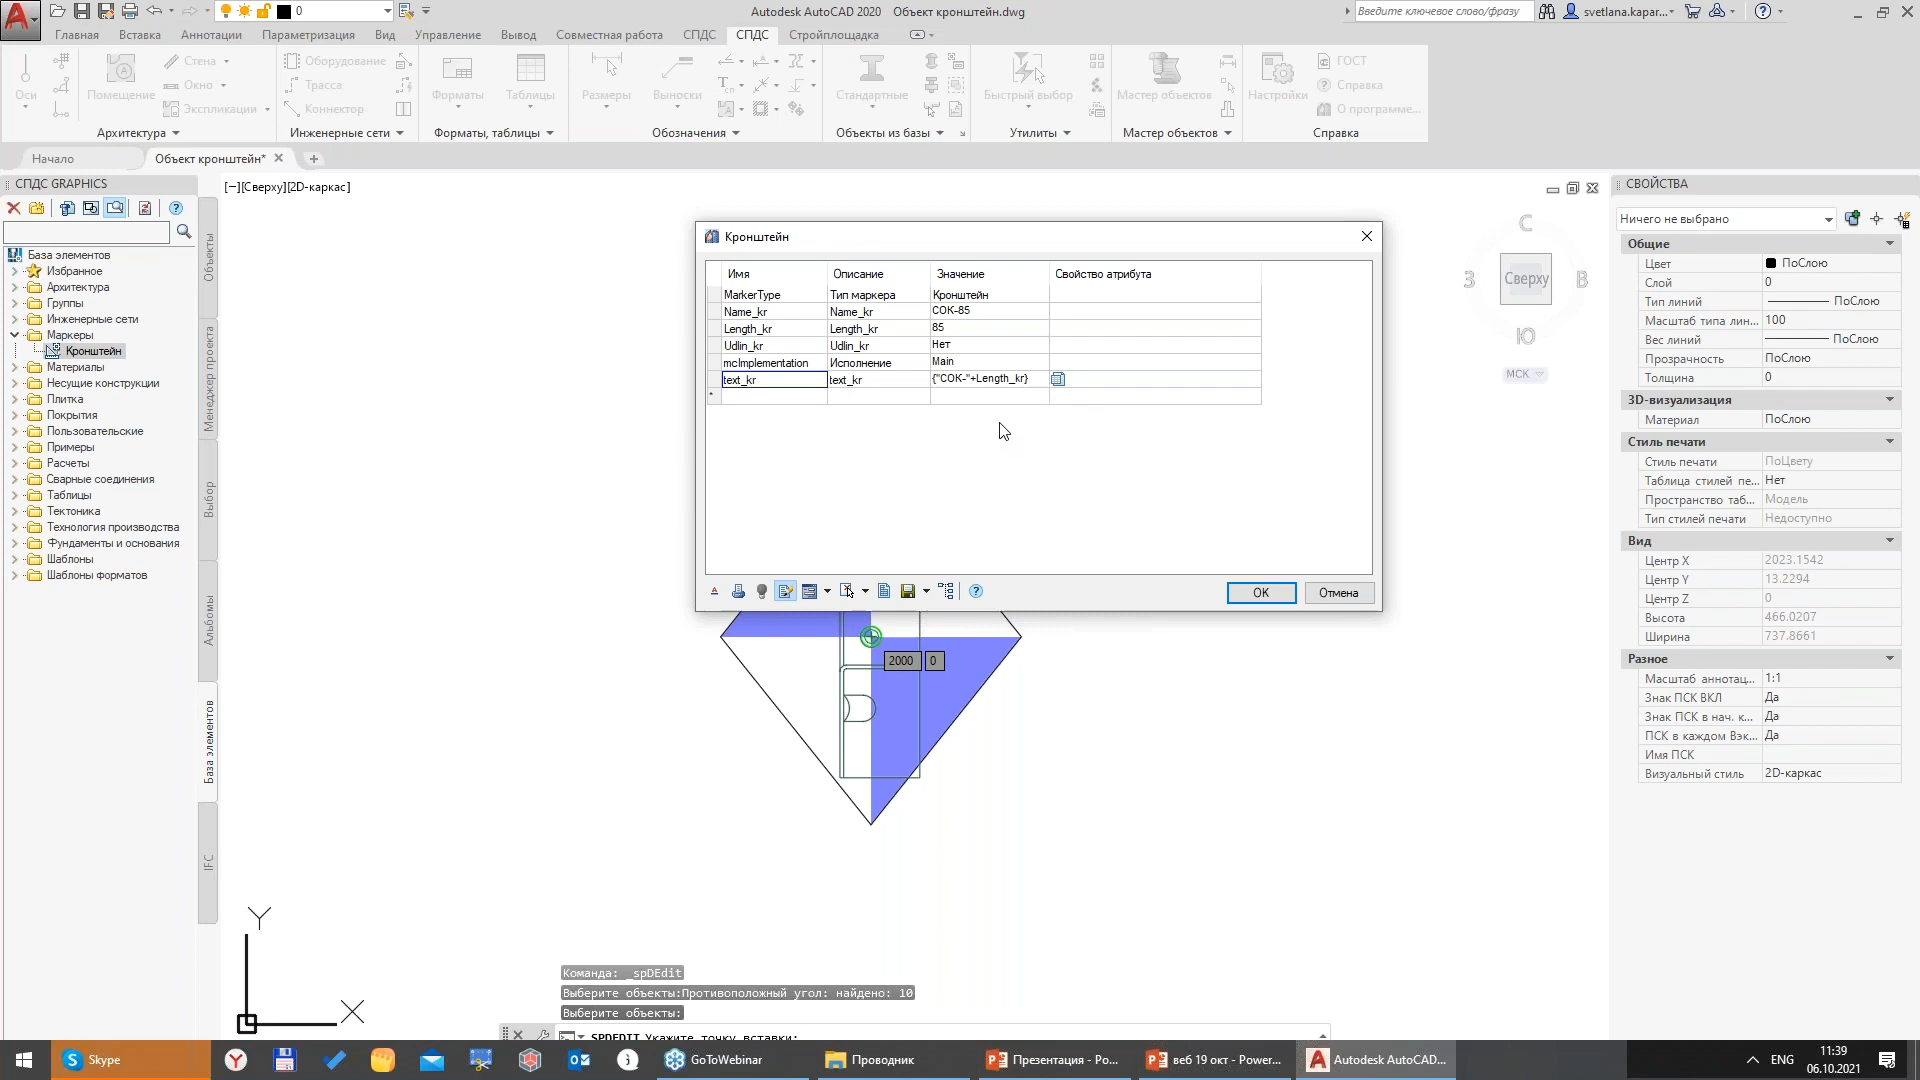 0
Autodesk AutoCAD 2020 Объект кронштейн.dwg
Введите ключевое слово/фразу
svetlana.kapar...
Главная Вставка Аннотации Параметризация Вид Управление Вывод Совместная работа СПДС СПДС Стройплощадка
Оси
Помещение
Стена
Окно
Экспликации
Оборудование
Трасса
Коннектор
Форматы
Таблицы
Размеры
Выноски
Стандартные
Быстрый выбор
Мастер объектов
Настройки
ГОСТ
Справка
О программе...
Архитектура Инженерные сети Форматы, таблицы Обозначения Объекты из базы Утилиты Мастер объектов Справка
Начало
Объект кронштейн*
СПДС GRAPHICS
База элементов
Избранное
Архитектура
Группы
Инженерные сети
Маркеры
Кронштейн
Материалы
Несущие конструкции
Плитка
Покрытия
Пользовательские
Примеры
Расчеты
Сварные соединения
Таблицы
Тектоника
Технология производства
Фундаменты и основания
Шаблоны
Шаблоны форматов
Объекты
Менеджер проекта
Выбор
Альбомы
База элементов
IFC
[−][Сверху][2D-каркас]
Кронштейн
Имя Описание Значение Свойство атрибута
MarkerType Тип маркера Кронштейн
Name_kr Name_kr СОК-85
Length_kr Length_kr 85
Udlin_kr Udlin_kr Нет
mcImplementation Исполнение Main
text_kr text_kr {"СОК-"+Length_kr}
*
OK
Отмена
2000 0
С
З
Сверху
В
Ю
МСК
Y
X
Команда: _spDEdit
Выберите объекты:Противоположный угол: найдено: 10
Выберите объекты:
SPDEDIT Укажите точку вставки:
СВОЙСТВА
Ничего не выбрано
Общие
Цвет ПоСлою
Слой 0
Тип линий ПоСлою
Масштаб типа лин... 100
Вес линий ПоСлою
Прозрачность ПоСлою
Толщина 0
3D-визуализация
Материал ПоСлою
Стиль печати
Стиль печати ПоЦвету
Таблица стилей пе... Нет
Пространство таб... Модель
Тип стилей печати Недоступно
Вид
Центр X 2023.1542
Центр Y 13.2294
Центр Z 0
Высота 466.0207
Ширина 737.8661
Разное
Масштаб аннотац... 1:1
Знак ПСК ВКЛ Да
Знак ПСК в нач. к... Да
ПСК в каждом Вэк... Да
Имя ПСК
Визуальный стиль 2D-каркас
Skype
GoToWebinar
Проводник
Презентация - Po...
веб 19 окт - Power...
Autodesk AutoCAD...
ENG
11:39
06.10.2021